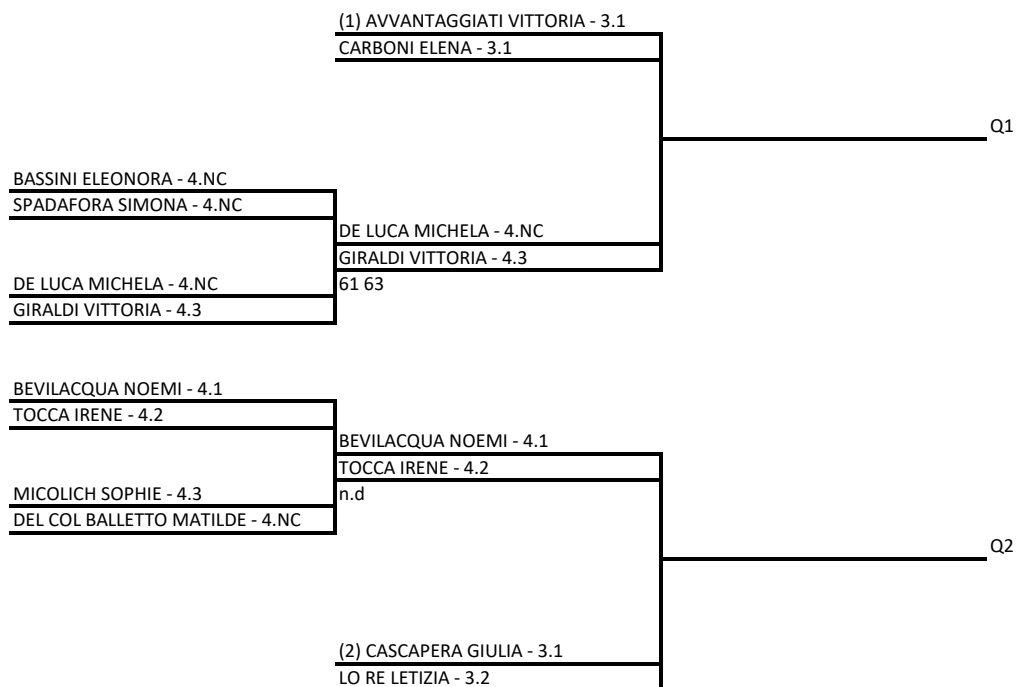 (1) AVVANTAGGIATI VITTORIA - 3.1
CARBONI ELENA - 3.1
Q1
BASSINI ELEONORA - 4.NC
SPADAFORA SIMONA - 4.NC
DE LUCA MICHELA - 4.NC
GIRALDI VITTORIA - 4.3
DE LUCA MICHELA - 4.NC
61 63
GIRALDI VITTORIA - 4.3
BEVILACQUA NOEMI - 4.1
TOCCA IRENE - 4.2
BEVILACQUA NOEMI - 4.1
TOCCA IRENE - 4.2
MICOLICH SOPHIE - 4.3
n.d
DEL COL BALLETTO MATILDE - 4.NC
Q2
(2) CASCAPERA GIULIA - 3.1
LO RE LETIZIA - 3.2